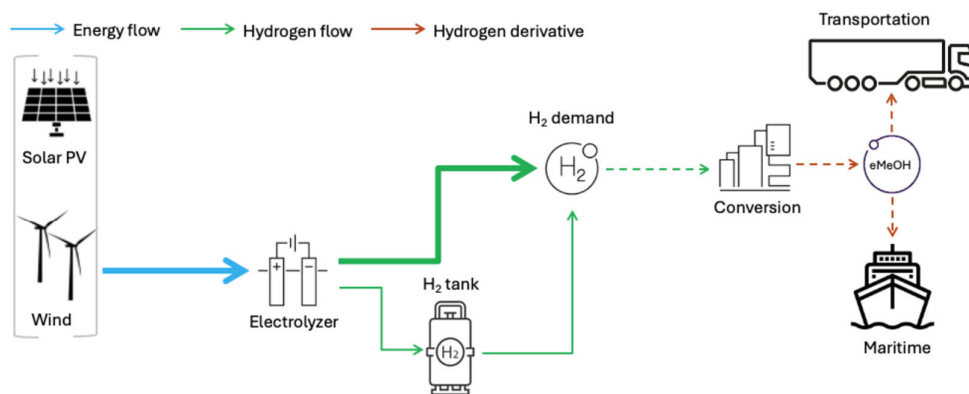 Transportation
Energy flow
Hydrogen flow
Hydrogen derivative
Solar PV
H₂ demand
H₂
eMeOH
Conversion
Wind
+
−
Electrolyzer
H₂ tank
H₂
Maritime